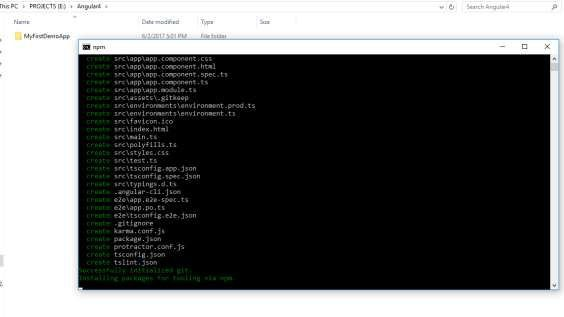 This PC > PROJECTS (E:) > Angular4 >
Search Angular4
Name
Date modified
Type
Size
MyFirstDemoApp
6/2/2017 5:01 PM
File folder
npm
create src\app\app.component.css
create src\app\app.component.html
create src\app\app.component.spec.ts
create src\app\app.component.ts
create src\app\app.module.ts
create src\assets\.gitkeep
create src\environments\environment.prod.ts
create src\environments\environment.ts
create src\favicon.ico
create src\index.html
create src\main.ts
create src\polyfills.ts
create src\styles.css
create src\test.ts
create src\tsconfig.app.json
create src\tsconfig.spec.json
create src\typings.d.ts
create .angular-cli.json
create e2e\app.e2e-spec.ts
create e2e\app.po.ts
create e2e\tsconfig.e2e.json
create .gitignore
create karma.conf.js
create package.json
create protractor.conf.js
create tsconfig.json
create tslint.json
Successfully initialized git.
Installing packages for tooling via npm.